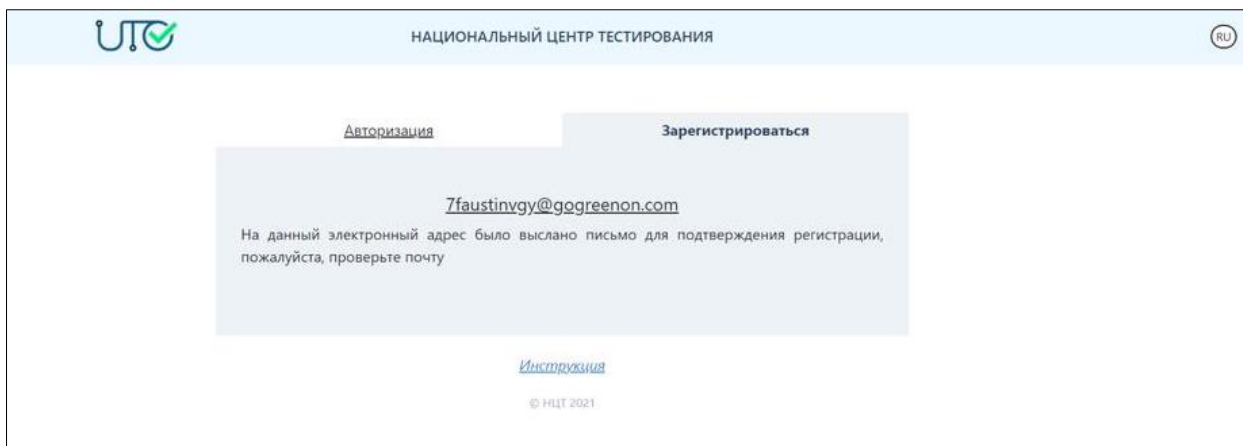 UTO
НАЦИОНАЛЬНЫЙ ЦЕНТР ТЕСТИРОВАНИЯ
RU
Авторизация
Зарегистрироваться
7faustinvgy@gogreenon.com
На данный электронный адрес было выслано письмо для подтверждения регистрации,
пожалуйста, проверьте почту
Инструкция
© НЦТ 2021